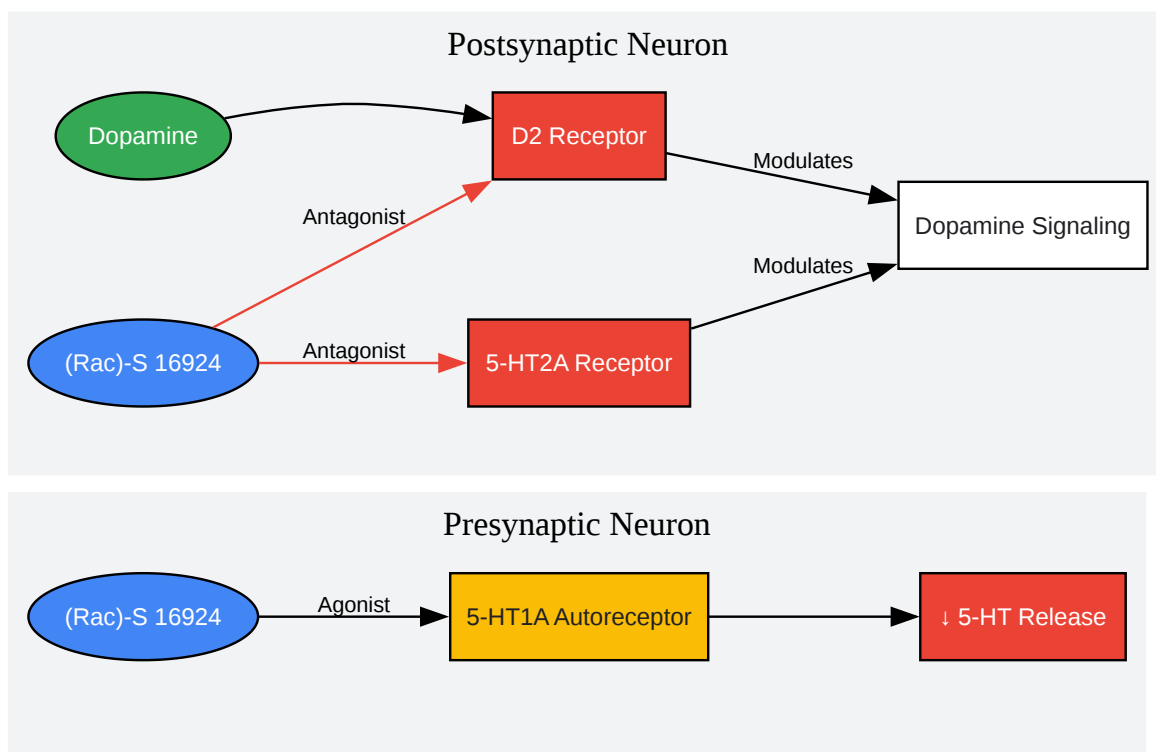 Postsynaptic Neuron
Dopamine
D2 Receptor
Modulates
Antagonist
Dopamine Signaling
Modulates
(Rac)-S 16924
Antagonist
5-HT2A Receptor
Presynaptic Neuron
(Rac)-S 16924
Agonist
5-HT1A Autoreceptor
↓ 5-HT Release